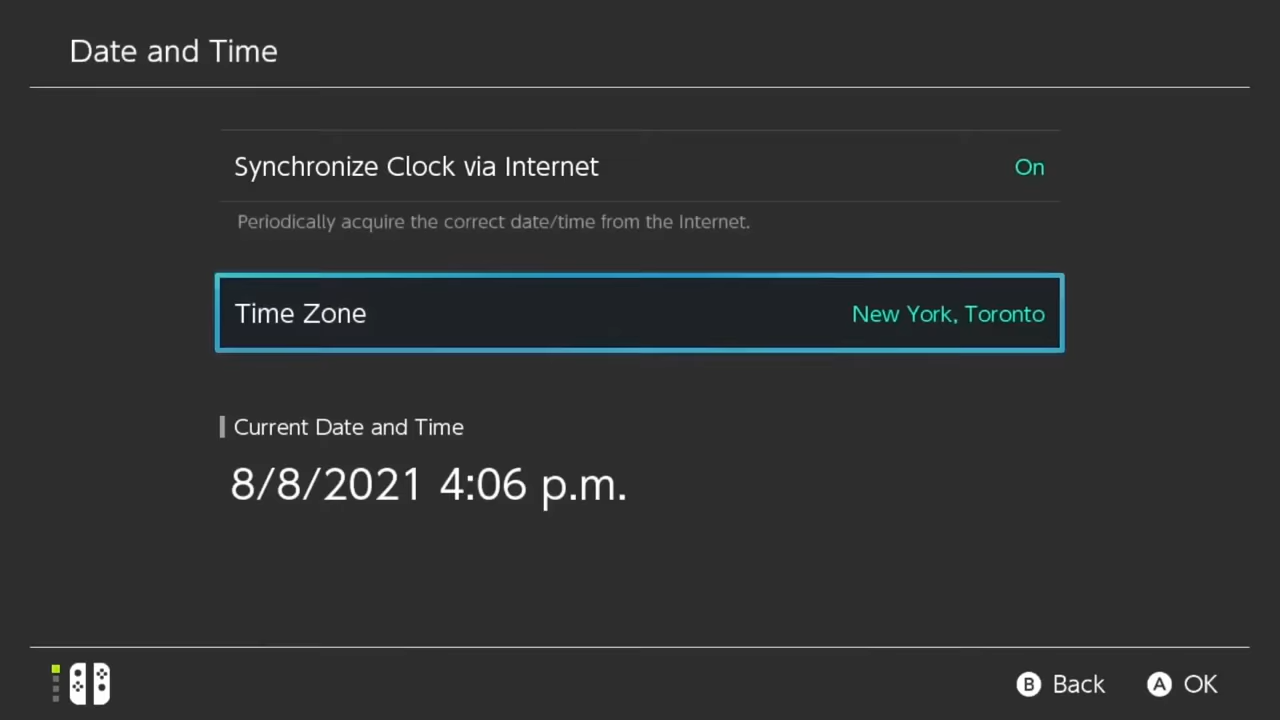 Date and Time
Synchronize Clock via Internet On
Periodically acquire the correct date/time from the Internet.
Time Zone New York, Toronto
Current Date and Time
8/8/2021 4:06 p.m.
B Back A OK